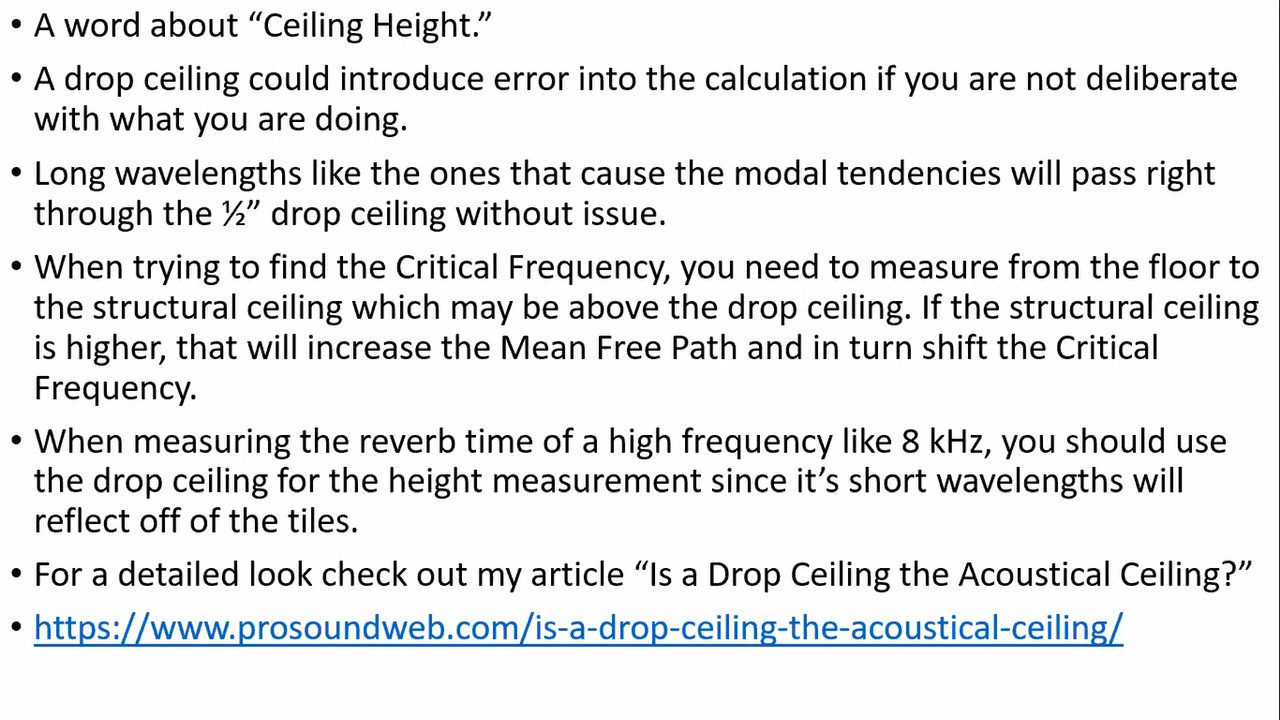 • A word about “Ceiling Height.”
• A drop ceiling could introduce error into the calculation if you are not deliberate
with what you are doing.
• Long wavelengths like the ones that cause the modal tendencies will pass right
through the ½” drop ceiling without issue.
• When trying to find the Critical Frequency, you need to measure from the floor to
the structural ceiling which may be above the drop ceiling. If the structural ceiling
is higher, that will increase the Mean Free Path and in turn shift the Critical
Frequency.
• When measuring the reverb time of a high frequency like 8 kHz, you should use
the drop ceiling for the height measurement since it’s short wavelengths will
reflect off of the tiles.
• For a detailed look check out my article “Is a Drop Ceiling the Acoustical Ceiling?”
• https://www.prosoundweb.com/is-a-drop-ceiling-the-acoustical-ceiling/